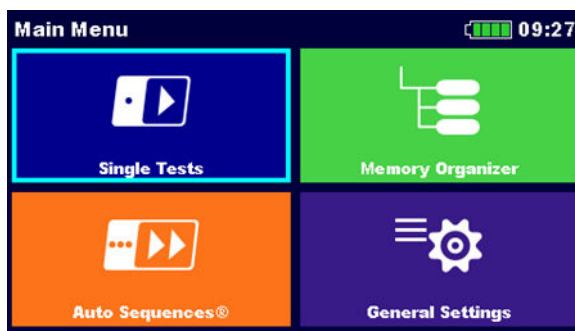 Main Menu 09:27
Single Tests Memory Organizer
Auto Sequences® General Settings